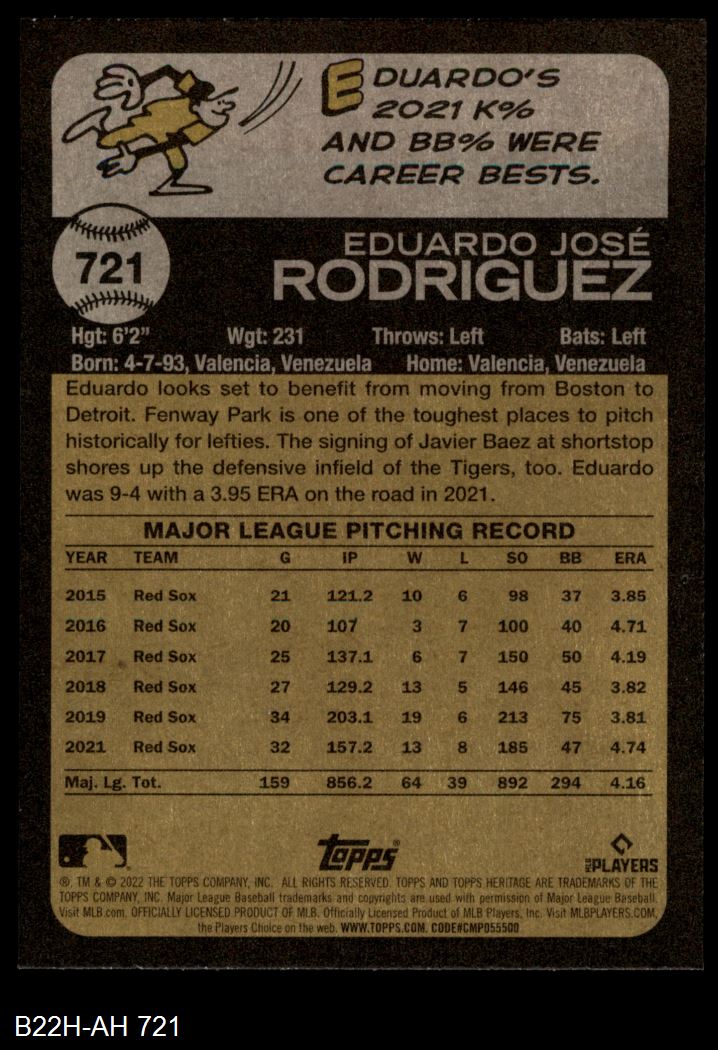 EDUARDO'S
2021 K%
AND BB% WERE
CAREER BESTS.
721
EDUARDO JOSÉ
RODRIGUEZ
Hgt: 6'2" Wgt: 231 Throws: Left Bats: Left
Born: 4-7-93, Valencia, Venezuela Home: Valencia, Venezuela
Eduardo looks set to benefit from moving from Boston to
Detroit. Fenway Park is one of the toughest places to pitch
historically for lefties. The signing of Javier Baez at shortstop
shores up the defensive infield of the Tigers, too. Eduardo
was 9-4 with a 3.95 ERA on the road in 2021.
MAJOR LEAGUE PITCHING RECORD
YEAR TEAM G IP W L SO BB ERA
2015 Red Sox 21 121.2 10 6 98 37 3.85
2016 Red Sox 20 107 3 7 100 40 4.71
2017 Red Sox 25 137.1 6 7 150 50 4.19
2018 Red Sox 27 129.2 13 5 146 45 3.82
2019 Red Sox 34 203.1 19 6 213 75 3.81
2021 Red Sox 32 157.2 13 8 185 47 4.74
Maj. Lg. Tot. 159 856.2 64 39 892 294 4.16
Topps®
MLB PLAYERS
®, TM & © 2022 THE TOPPS COMPANY, INC. ALL RIGHTS RESERVED. TOPPS AND TOPPS HERITAGE ARE TRADEMARKS OF THE
TOPPS COMPANY, INC. Major League Baseball trademarks and copyrights are used with permission of Major League Baseball.
Visit MLB.com. OFFICIALLY LICENSED PRODUCT OF MLB. Officially Licensed Product of MLB Players, Inc. Visit MLBPLAYERS.COM,
the Players Choice on the web. WWW.TOPPS.COM. CODE#CMP055500
B22H-AH 721